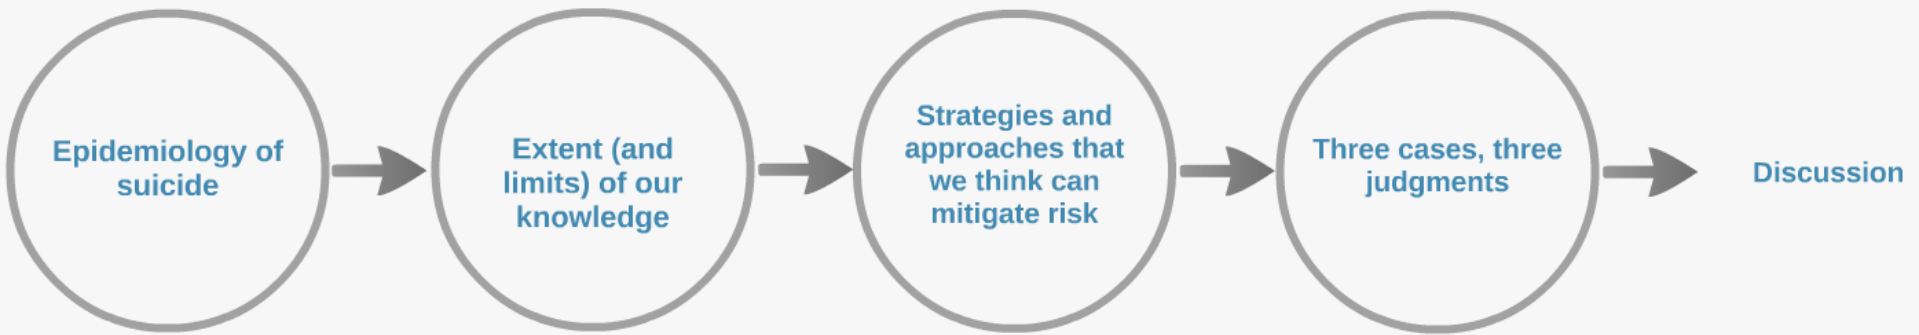 Epidemiology of
suicide
Extent (and
limits) of our
knowledge
Strategies and
approaches that
we think can
mitigate risk
Three cases, three
judgments
Discussion